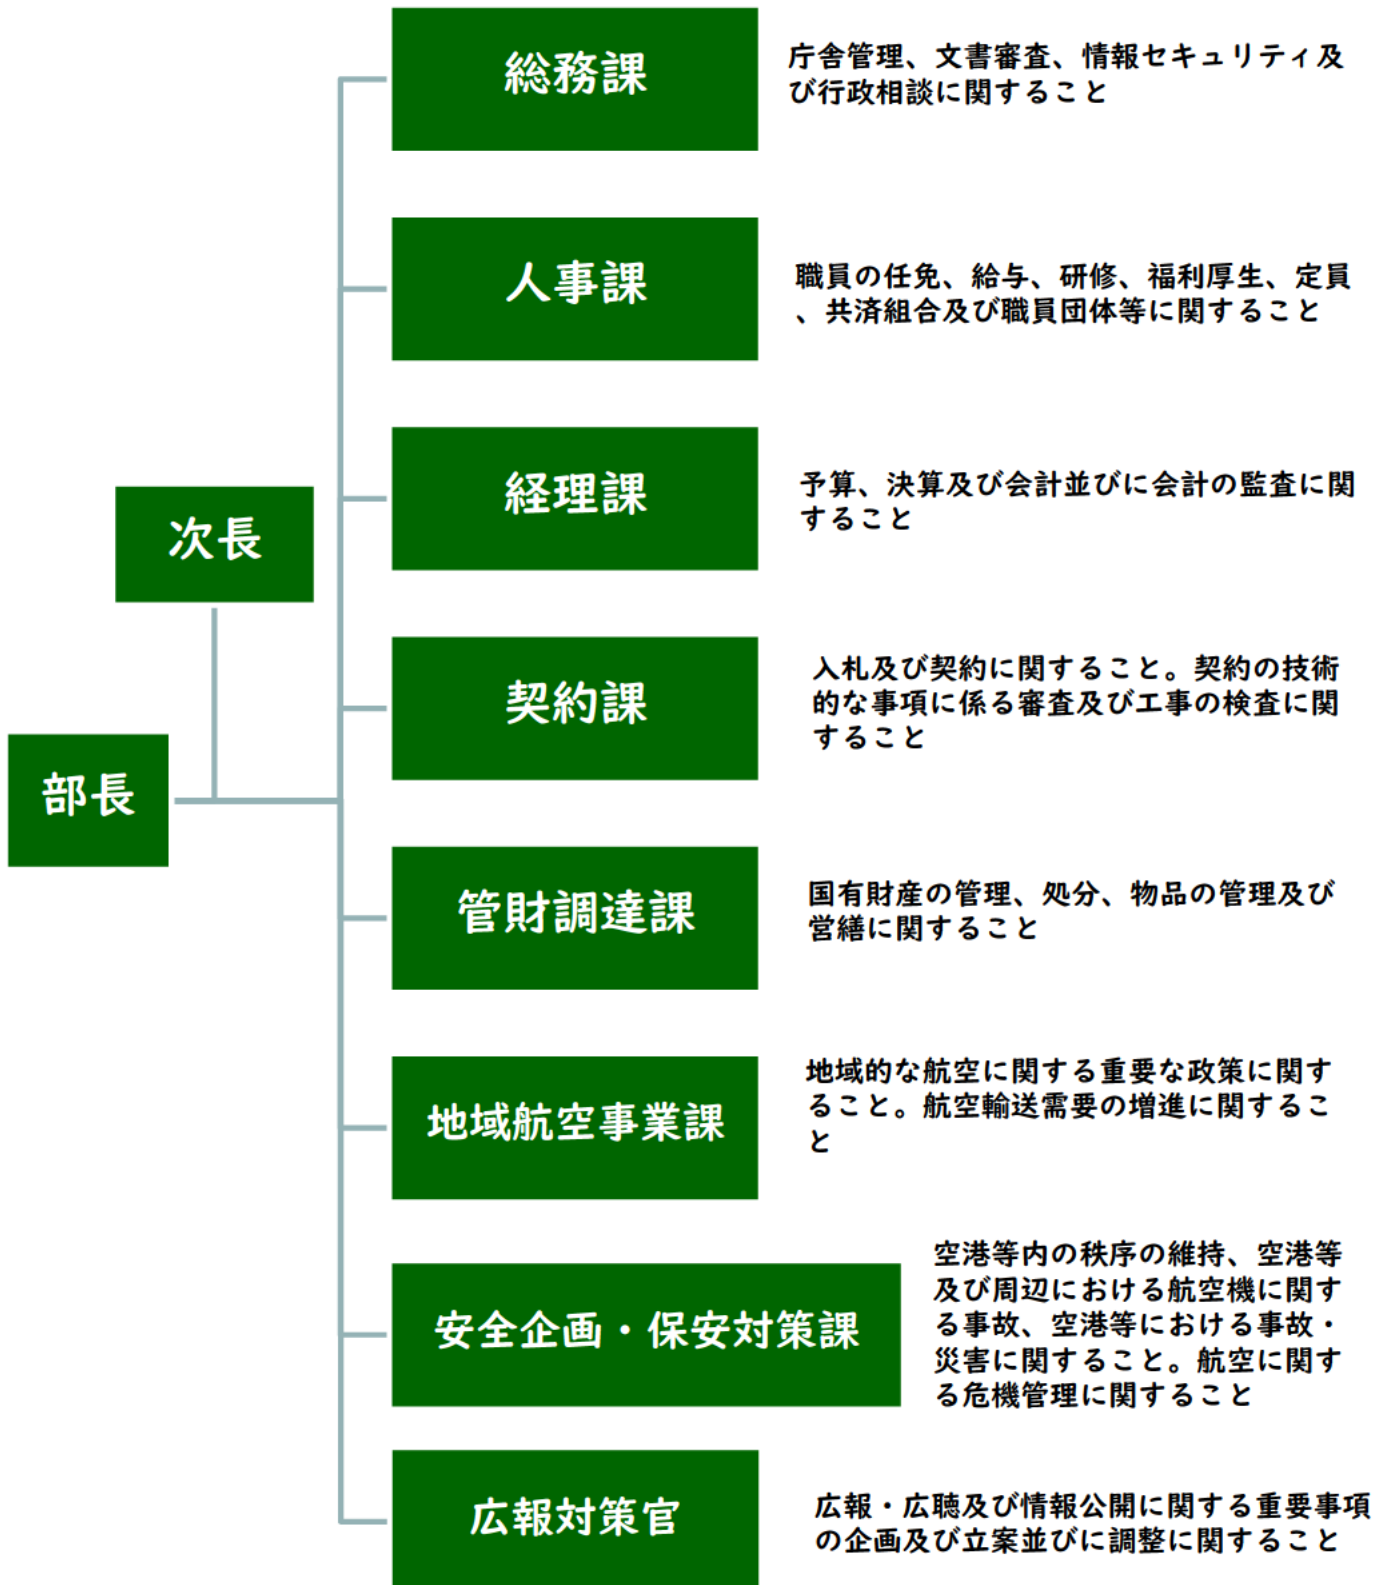 総務課
庁舎管理、文書審査、情報セキュリティ及
び行政相談に関すること
人事課
職員の任免、給与、研修、福利厚生、定員
、共済組合及び職員団体等に関すること
経理課
予算、決算及び会計並びに会計の監査に関
すること
次長
契約課
入札及び契約に関すること。契約の技術
的な事項に係る審査及び工事の検査に関
すること
部長
管財調達課
国有財産の管理、処分、物品の管理及び
営繕に関すること
地域航空事業課
地域的な航空に関する重要な政策に関す
ること。航空輸送需要の増進に関するこ
と
安全企画・保安対策課
空港等内の秩序の維持、空港等
及び周辺における航空機に関す
る事故、空港等における事故・
災害に関すること。航空に関す
る危機管理に関すること
広報対策官
広報・広聴及び情報公開に関する重要事項
の企画及び立案並びに調整に関すること